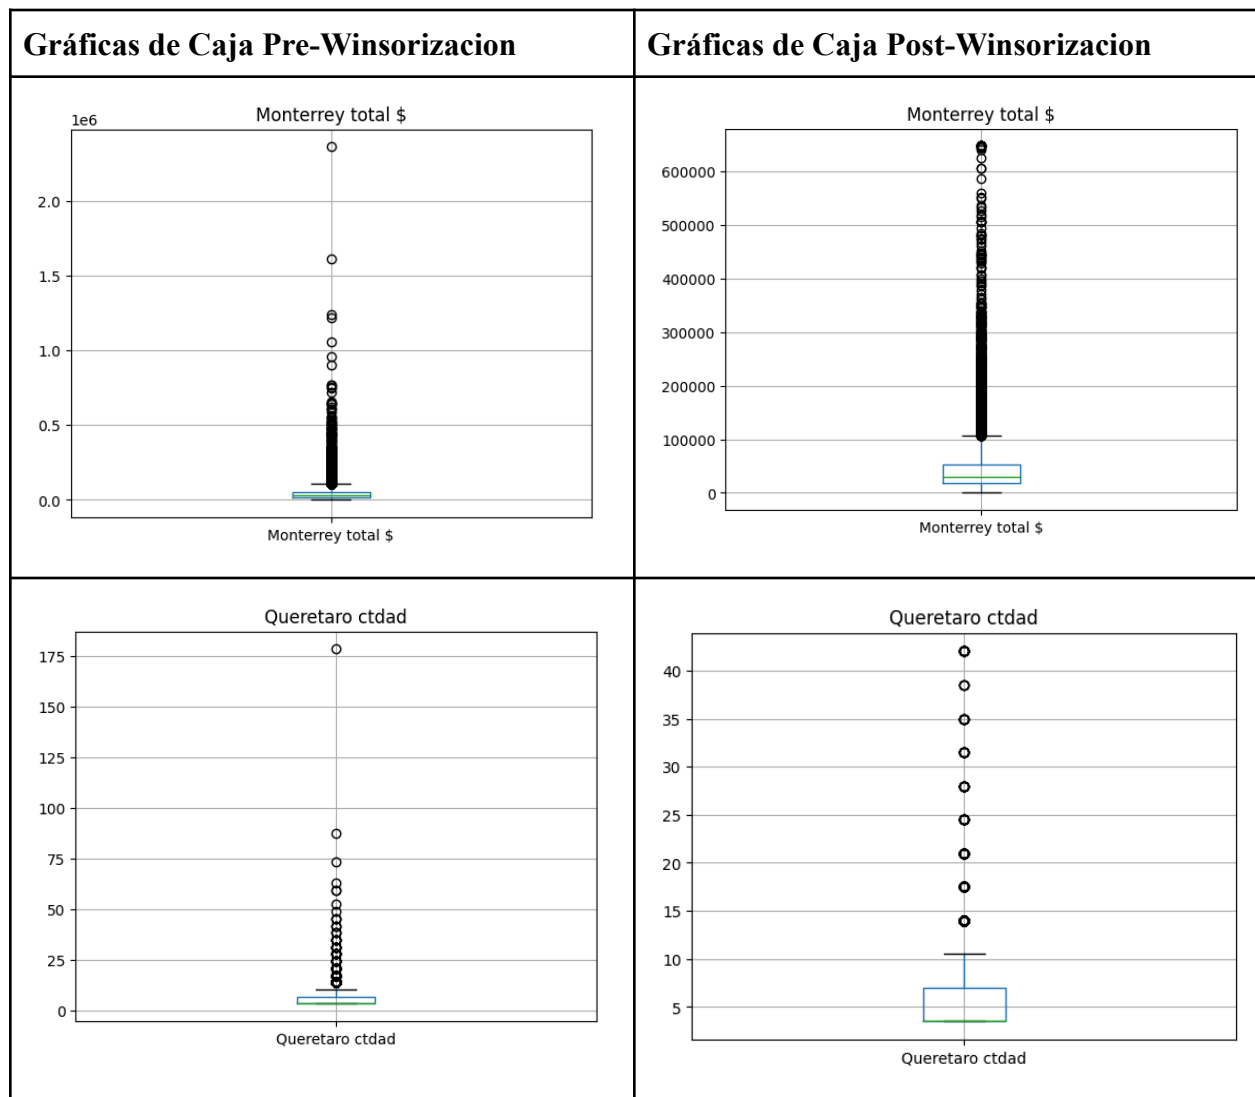 Gráficas de Caja Pre-Winsorizacion
Gráficas de Caja Post-Winsorizacion
Monterrey total $
1e6
2.0
1.5
1.0
0.5
0.0
Monterrey total $
Monterrey total $
600000
500000
400000
300000
200000
100000
0
Monterrey total $
Queretaro ctdad
175
150
125
100
75
50
25
0
Queretaro ctdad
Queretaro ctdad
40
35
30
25
20
15
10
5
Queretaro ctdad